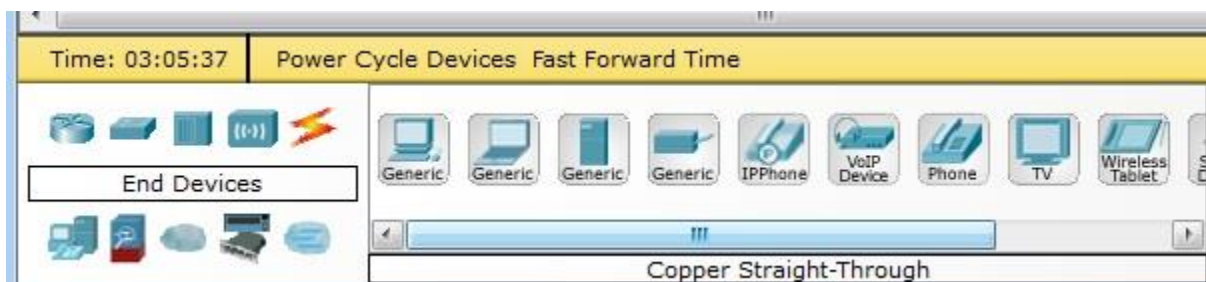 Time: 03:05:37 Power Cycle Devices Fast Forward Time
End Devices
Generic Generic Generic Generic IPPhone VoIP Device Phone TV Wireless Tablet
Copper Straight-Through